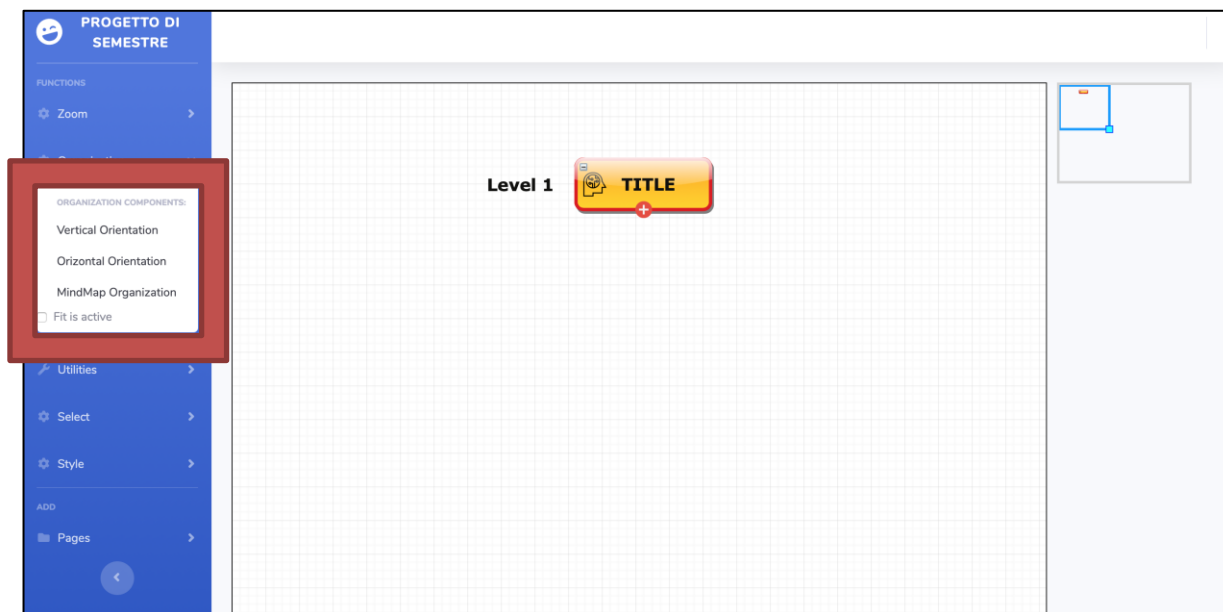 PROGETTO DI
SEMESTRE
FUNCTIONS
Zoom
ORGANIZATION COMPONENTS:
Vertical Orientation
Orizontal Orientation
MindMap Organization
Fit is active
Utilities
Select
Style
ADD
Pages
Level 1
TITLE